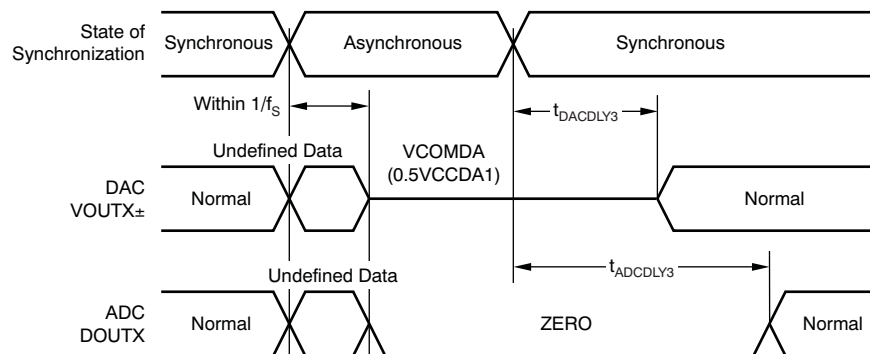 State of
Synchronization
Synchronous
Asynchronous
Synchronous
Within 1/fS
tDACDLY3
Undefined Data
VCOMDA
(0.5VCCDA1)
DAC
VOUTX±
Normal
Normal
Undefined Data
tADCDLY3
ADC
DOUTX
Normal
ZERO
Normal